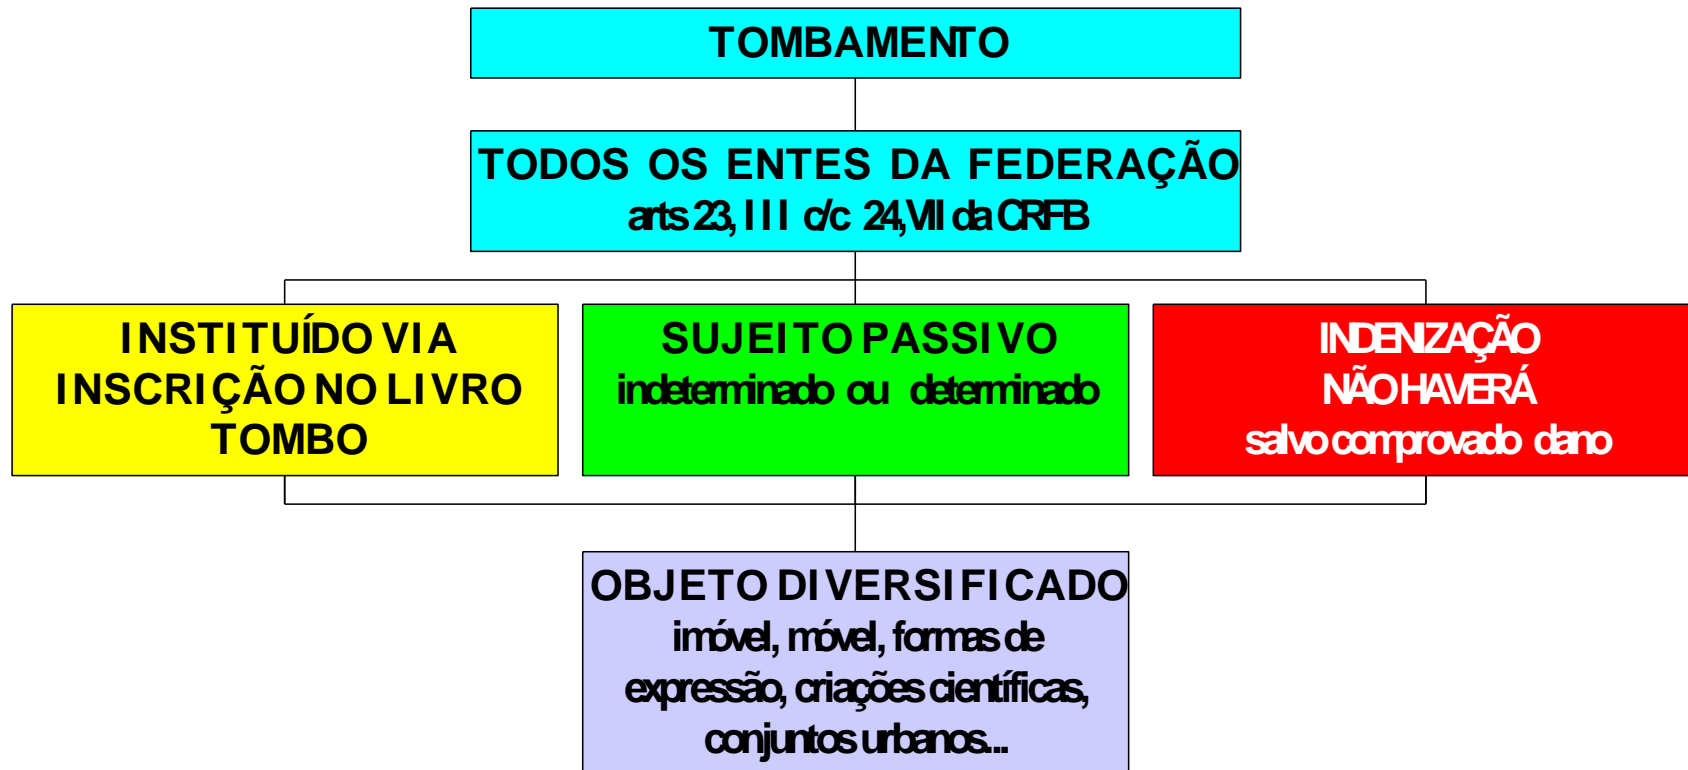 TOMBAMENTO
TODOS OS ENTES DA FEDERAÇÃO
arts 23, III c/c 24,VII da CRFB
INSTITUÍDO VIA
INSCRIÇÃO NO LIVRO
TOMBO
SUJEITO PASSIVO
indeterminado ou determinado
INDENIZAÇÃO
NÃO HAVERÁ
salvo comprovado dano
OBJETO DIVERSIFICADO
imóvel, móvel, formas de
expressão, criações científicas,
conjuntos urbanos...